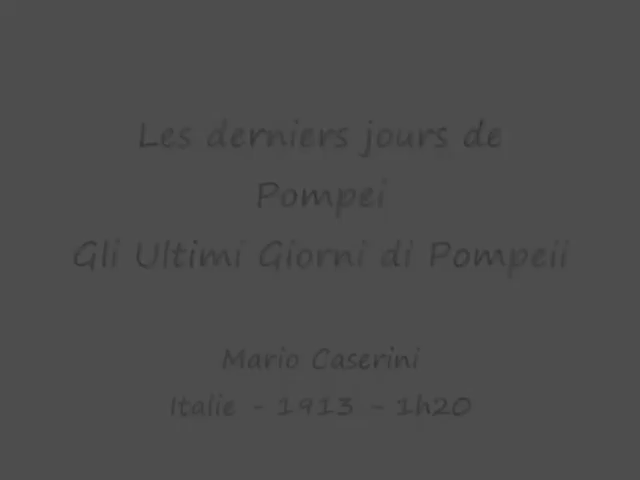 Les derniers jours de
Pompei
Gli Ultimi Giorni di Pompeii
Mario Caserini
Italie - 1913 - 1h20